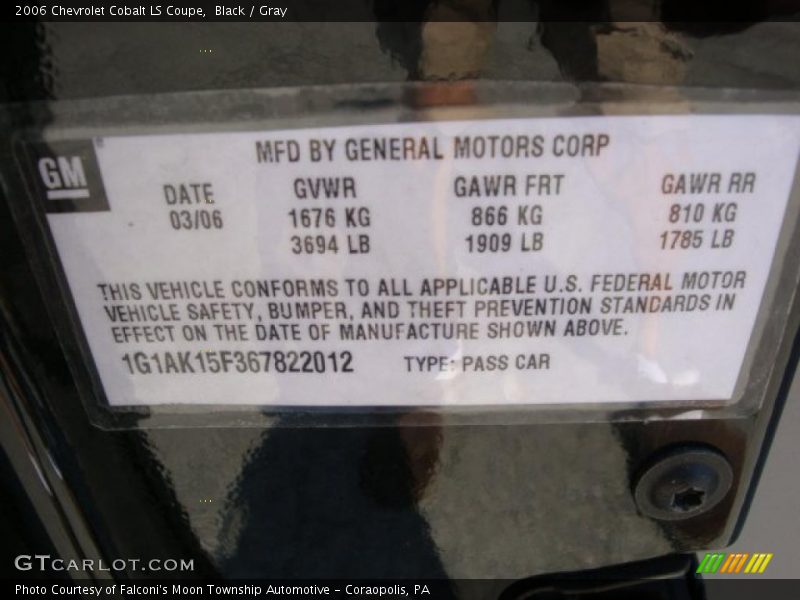 2006 Chevrolet Cobalt LS Coupe, Black / Gray
GM
MFD BY GENERAL MOTORS CORP
DATE GVWR GAWR FRT GAWR RR
03/06 1676 KG 866 KG 810 KG
3694 LB 1909 LB 1785 LB
THIS VEHICLE CONFORMS TO ALL APPLICABLE U.S. FEDERAL MOTOR
VEHICLE SAFETY, BUMPER, AND THEFT PREVENTION STANDARDS IN
EFFECT ON THE DATE OF MANUFACTURE SHOWN ABOVE.
1G1AK15F367822012 TYPE: PASS CAR
GTCARLOT.COM
Photo Courtesy of Falconi's Moon Township Automotive - Coraopolis, PA